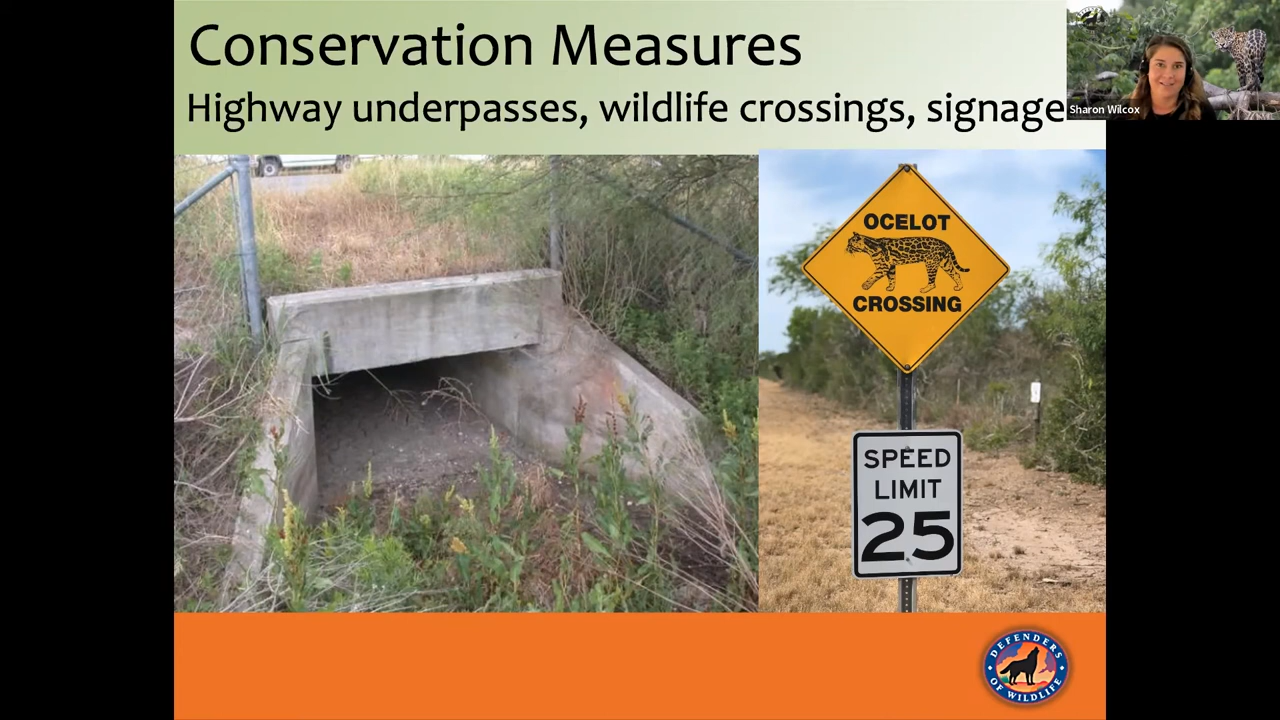 Conservation Measures
Highway underpasses, wildlife crossings, signage
Sharon Wilcox
OCELOT
CROSSING
SPEED
LIMIT
25
DEFENDERS
OF WILDLIFE